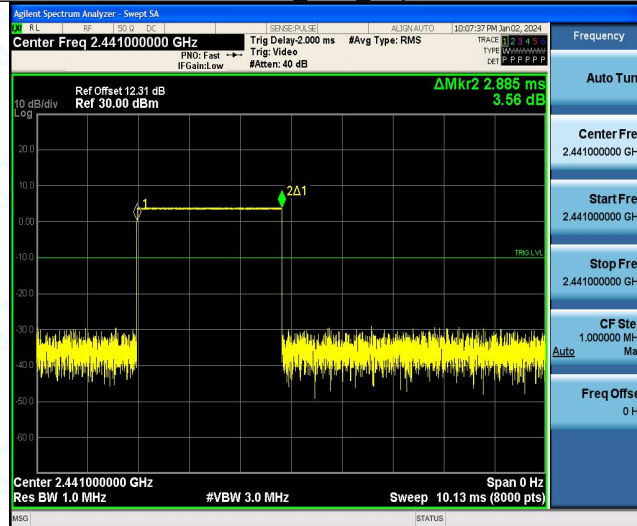 Agilent Spectrum Analyzer - Swept SA
RL RF 50 Ω DC SENSE:PULSE ALIGN AUTO 10:07:37 PM Jan 02, 2024
Center Freq 2.441000000 GHz
PNO: Fast
IFGain:Low
Trig Delay-2.000 ms
Trig: Video
#Atten: 40 dB
#Avg Type: RMS
TRACE 1 2 3 4 5 6
TYPE
DET P P P P P P
Ref Offset 12.31 dB
Ref 30.00 dBm
ΔMkr2 2.885 ms
3.56 dB
10 dB/div
Log
20.0
10.0
0.00
-10.0
-20.0
-30.0
-40.0
-50.0
-60.0
1
2Δ1
TRIG LVL
Center 2.441000000 GHz
Span 0 Hz
Res BW 1.0 MHz
#VBW 3.0 MHz
Sweep 10.13 ms (8000 pts)
MSG
STATUS
Frequency
Auto Tun
Center Fre
2.441000000 GH
Start Fre
2.441000000 GH
Stop Fre
2.441000000 GH
CF Ste
1.000000 MH
Auto Ma
Freq Offse
0 H